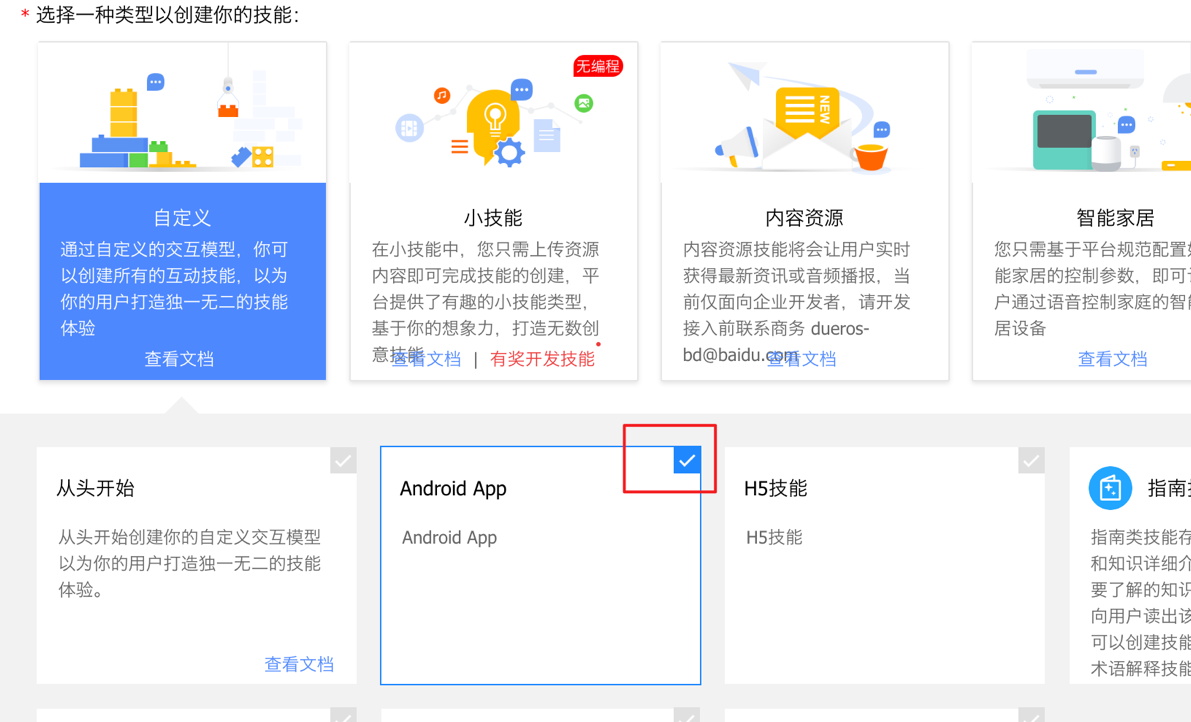 * 选择一种类型以创建你的技能：
自定义
通过自定义的交互模型，你可
以创建所有的互动技能，以为
你的用户打造独一无二的技能
体验
查看文档
无编程
小技能
在小技能中，您只需上传资源
内容即可完成技能的创建，平
台提供了有趣的小技能类型，
基于你的想象力，打造无数创
意技能
查看文档 | 有奖开发技能
NEW
内容资源
内容资源技能将会让用户实时
获得最新资讯或音频播报，当
前仅面向企业开发者，请开发
接入前联系商务 dueros-
bd@baidu.com
查看文档
智能家居
您只需基于平台规范配置
能家居的控制参数，即可
户通过语音控制家庭的智
居设备
查看文档
从头开始
从头开始创建你的自定义交互模型
以为你的用户打造独一无二的技能
体验。
查看文档
Android App
Android App
H5技能
H5技能
指南
指南类技能存
和知识详细介
要了解的知识
向用户读出该
可以创建技能
术语解释技能